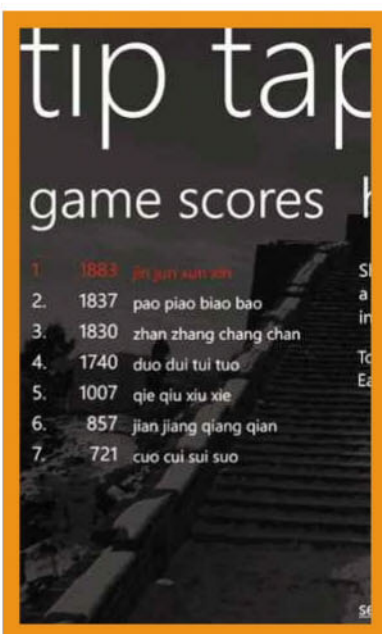 tip tap
game scores
1 1883 jin jun xun xin
2. 1837 pao piao biao bao
3. 1830 zhan zhang chang chan
4. 1740 duo dui tui tuo
5. 1007 qie qiu xiu xie
6. 857 jian jiang qiang qian
7. 721 cuo cui sui suo
a
in